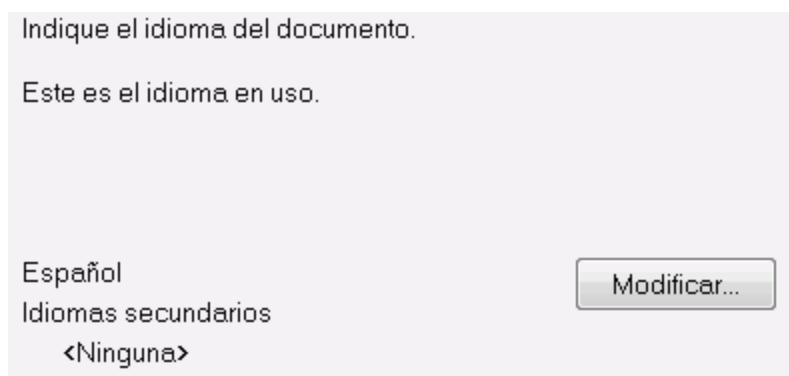 Indique el idioma del documento.
Este es el idioma en uso.
Español
Modificar...
Idiomas secundarios
<Ninguna>